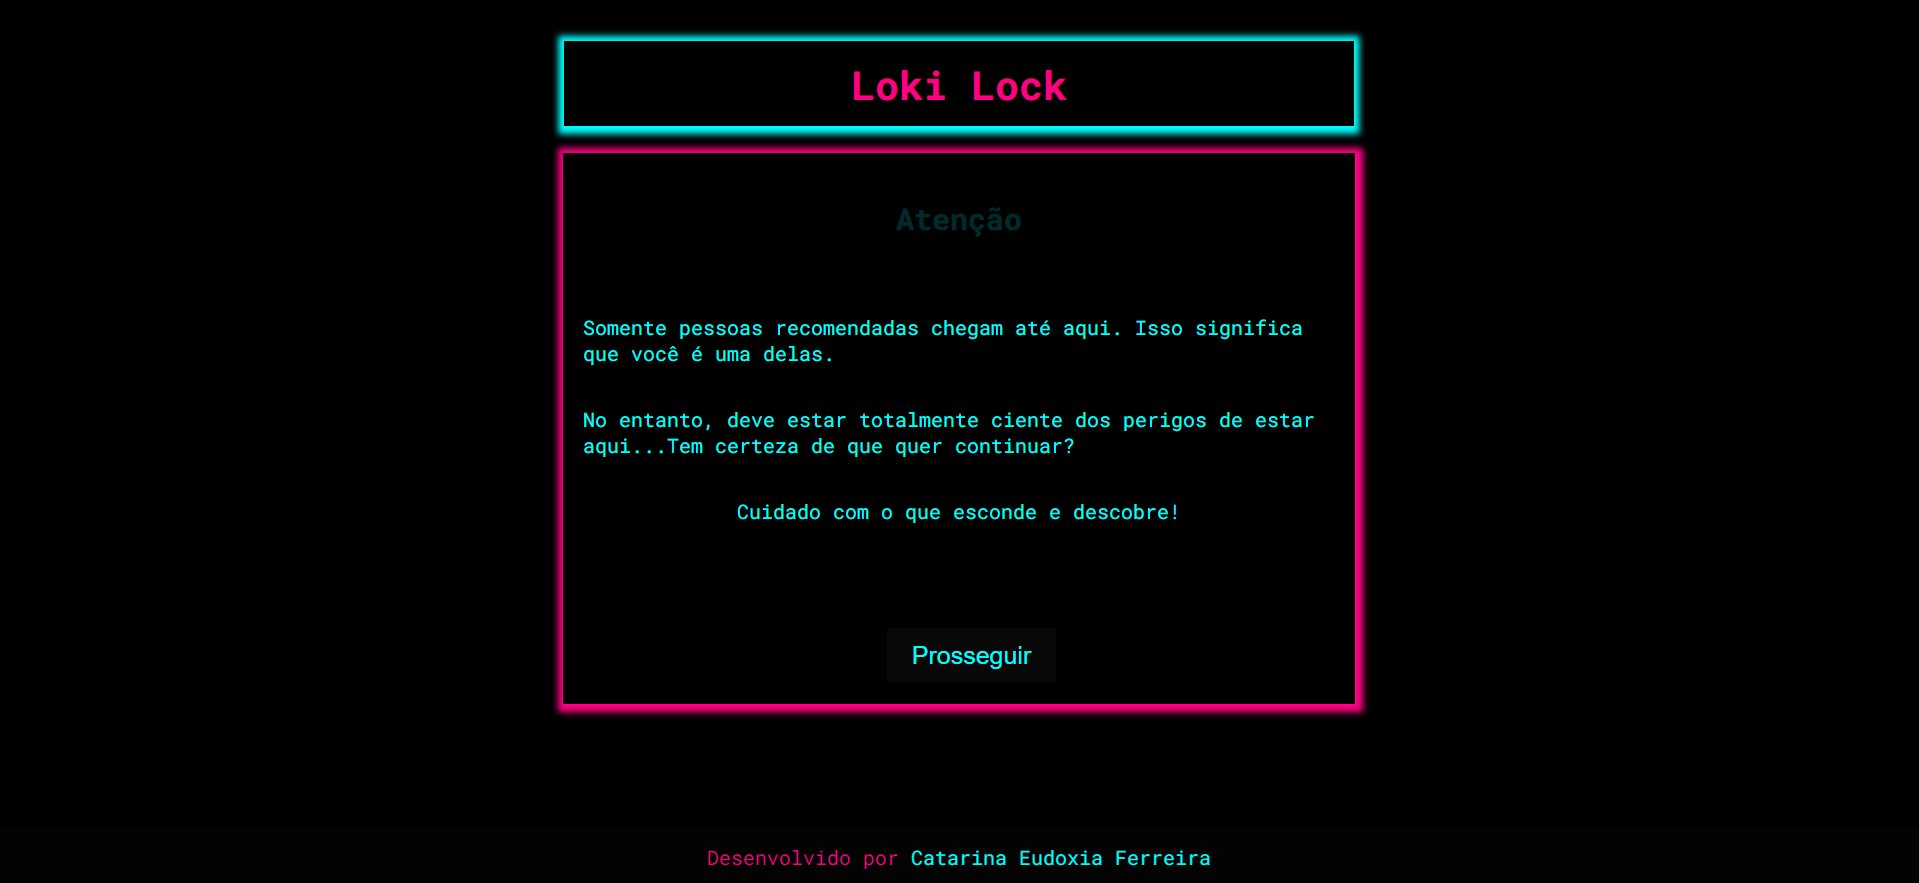 Loki Lock
Atenção
Somente pessoas recomendadas chegam até aqui. Isso significa
que você é uma delas.
No entanto, deve estar totalmente ciente dos perigos de estar
aqui...Tem certeza de que quer continuar?
Cuidado com o que esconde e descobre!
Prosseguir
Desenvolvido por Catarina Eudoxia Ferreira